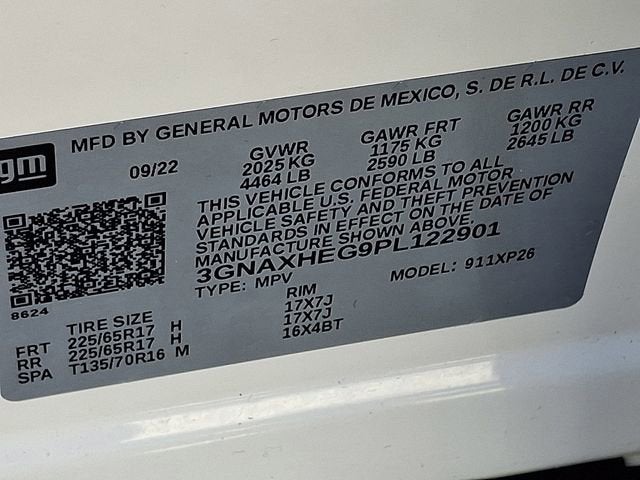 gm
MFD BY GENERAL MOTORS DE MEXICO, S. DE R.L. DE C.V.
09/22 GVWR GAWR FRT GAWR RR
2025 KG 1175 KG 1200 KG
4464 LB 2590 LB 2645 LB
THIS VEHICLE CONFORMS TO ALL
APPLICABLE U.S. FEDERAL MOTOR
VEHICLE SAFETY AND THEFT PREVENTION
STANDARDS IN EFFECT ON THE DATE OF
MANUFACTURE SHOWN ABOVE.
3GNAXHEG9PL122901
TYPE: MPV MODEL: 911XP26
8624
TIRE SIZE RIM
FRT 225/65R17 H 17X7J
RR 225/65R17 H 17X7J
SPA T135/70R16 M 16X4BT